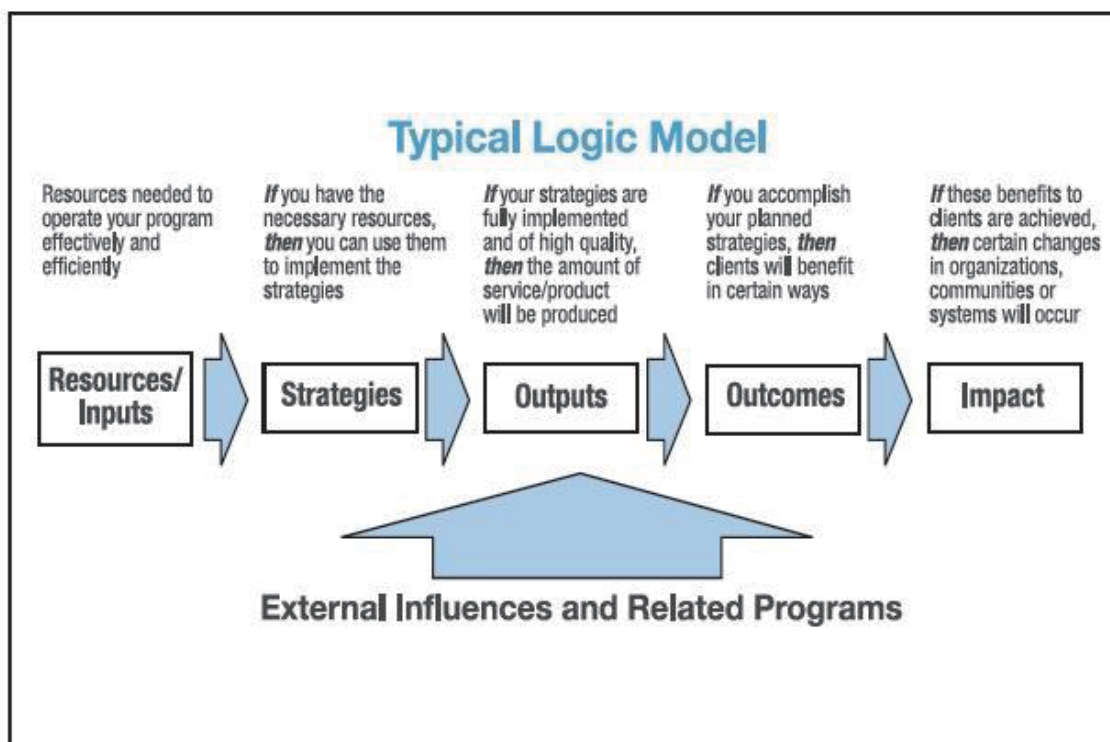 Typical Logic Model
Resources needed to
operate your program
effectively and
efficiently
If you have the
necessary resources,
then you can use them
to implement the
strategies
If your strategies are
fully implemented
and of high quality,
then the amount of
service/product
will be produced
If you accomplish
your planned
strategies, then
clients will benefit
in certain ways
If these benefits to
clients are achieved,
then certain changes
in organizations,
communities or
systems will occur
Resources/
Inputs
Strategies
Outputs
Outcomes
Impact
External Influences and Related Programs